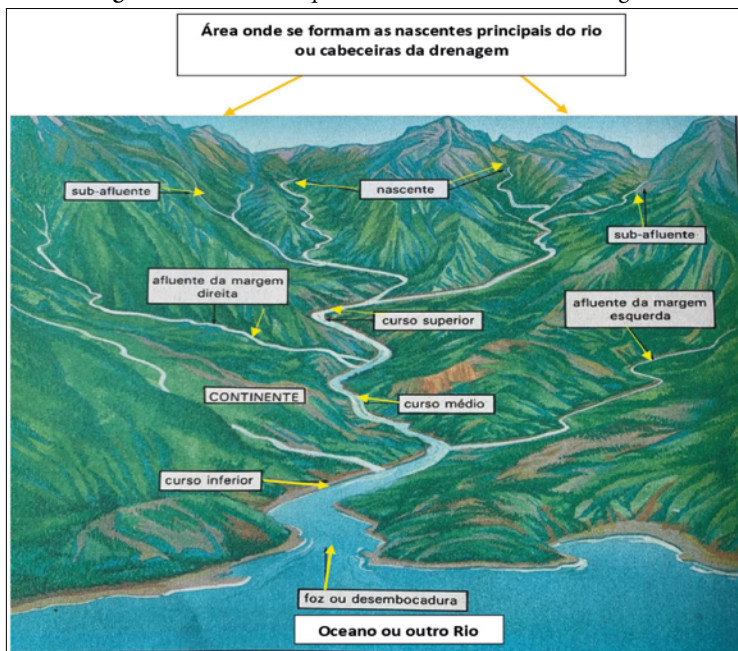 Área onde se formam as nascentes principais do rio
ou cabeceiras da drenagem
sub-afluente
nascente
sub-afluente
afluente da margem
direita
afluente da margem
esquerda
curso superior
CONTINENTE
curso médio
curso inferior
foz ou desembocadura
Oceano ou outro Rio